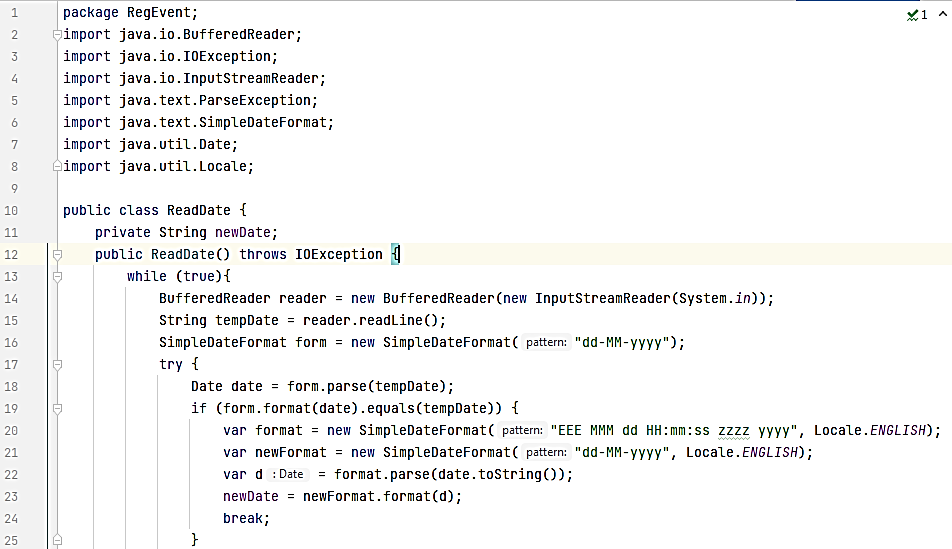 1 package RegEvent; 1
2 import java.io.BufferedReader;
3 import java.io.IOException;
4 import java.io.InputStreamReader;
5 import java.text.ParseException;
6 import java.text.SimpleDateFormat;
7 import java.util.Date;
8 import java.util.Locale;
9
10 public class ReadDate {
11 private String newDate;
12 public ReadDate() throws IOException {
13 while (true){
14 BufferedReader reader = new BufferedReader(new InputStreamReader(System.in));
15 String tempDate = reader.readLine();
16 SimpleDateFormat form = new SimpleDateFormat( pattern: "dd-MM-yyyy");
17 try {
18 Date date = form.parse(tempDate);
19 if (form.format(date).equals(tempDate)) {
20 var format = new SimpleDateFormat( pattern: "EEE MMM dd HH:mm:ss zzzz yyyy", Locale.ENGLISH);
21 var newFormat = new SimpleDateFormat( pattern: "dd-MM-yyyy", Locale.ENGLISH);
22 var d : Date = format.parse(date.toString());
23 newDate = newFormat.format(d);
24 break;
25 }